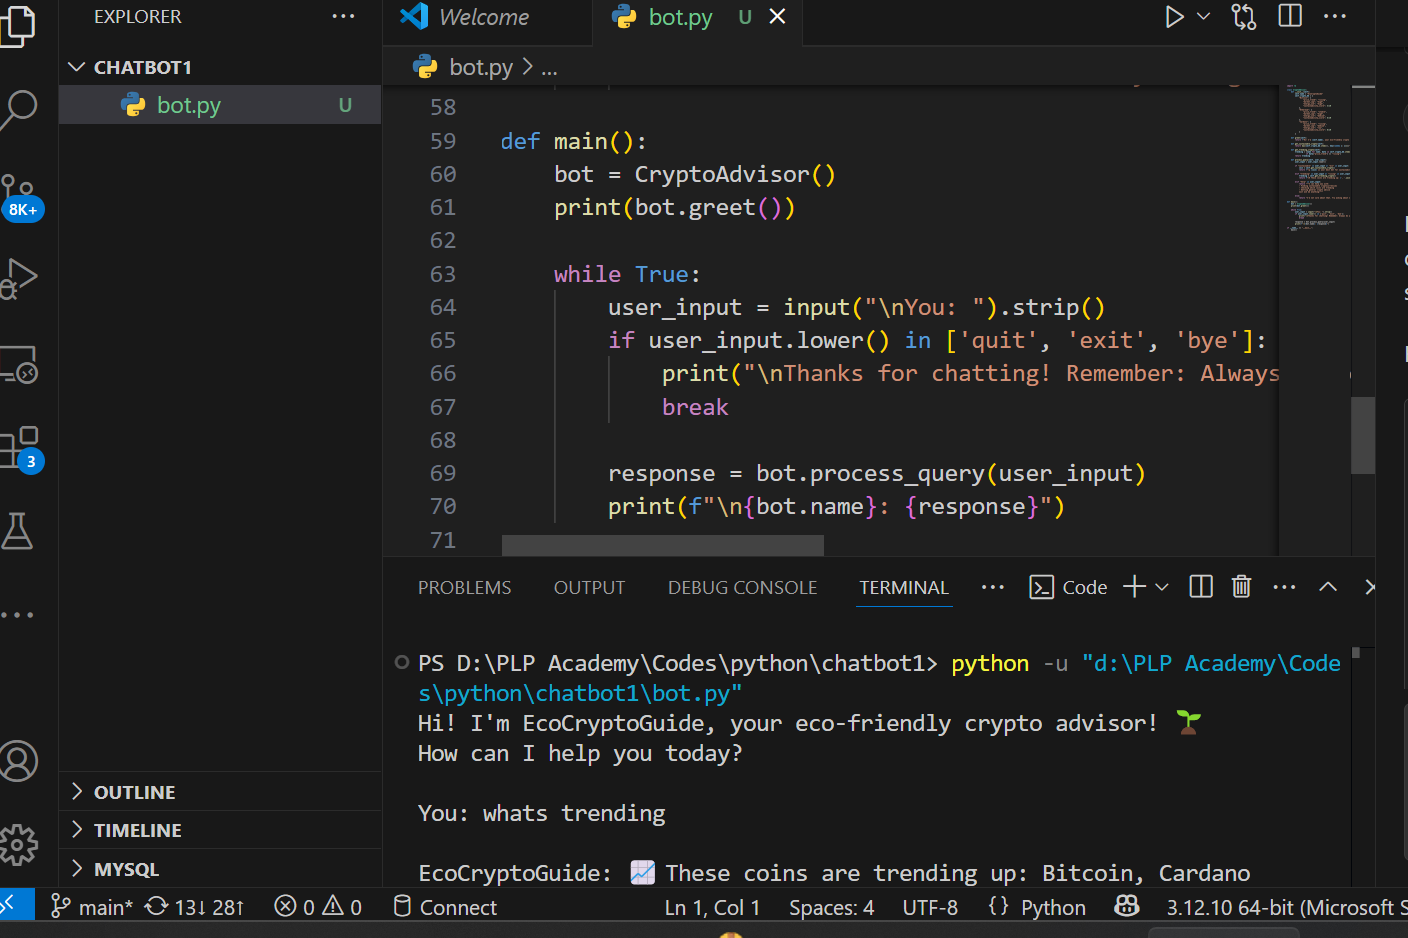 EXPLORER
CHATBOT1
bot.py U
8K+
3
OUTLINE
TIMELINE
MYSQL
Welcome
bot.py U
bot.py > ...
58
59 def main():
60 bot = CryptoAdvisor()
61 print(bot.greet())
62
63 while True:
64 user_input = input("\nYou: ").strip()
65 if user_input.lower() in ['quit', 'exit', 'bye']:
66 print("\nThanks for chatting! Remember: Always
67 break
68
69 response = bot.process_query(user_input)
70 print(f"\n{bot.name}: {response}")
71
PROBLEMS OUTPUT DEBUG CONSOLE TERMINAL ... Code
PS D:\PLP Academy\Codes\python\chatbot1> python -u "d:\PLP Academy\Code
s\python\chatbot1\bot.py"
Hi! I'm EcoCryptoGuide, your eco-friendly crypto advisor! 🌱
How can I help you today?
You: whats trending
EcoCryptoGuide: 📈 These coins are trending up: Bitcoin, Cardano
main* 13↓ 28↑ 0 0 Connect Ln 1, Col 1 Spaces: 4 UTF-8 {} Python 3.12.10 64-bit (Microsoft S